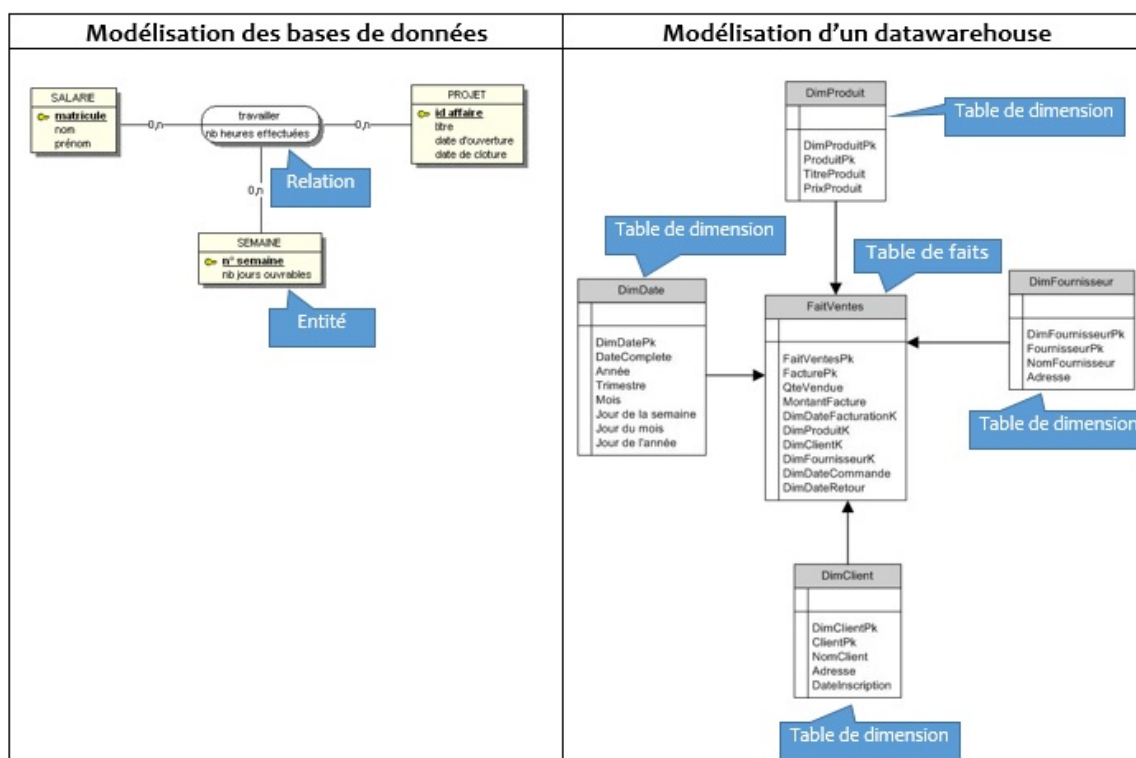 Modélisation des bases de données
SALARIE
matricule
nom
prénom
0,n
travailler
nb heures effectuées
0,n
PROJET
id affaire
titre
date d'ouverture
date de cloture
Relation
0,n
SEMAINE
n° semaine
nb jours ouvrables
Entité
Modélisation d'un datawarehouse
DimProduit
DimProduitPk
ProduitPk
TitreProduit
PrixProduit
Table de dimension
Table de dimension
DimDate
DimDatePk
DateComplete
Année
Trimestre
Mois
Jour de la semaine
Jour du mois
Jour de l'année
Table de faits
FaitVentes
FaitVentesPk
FacturePk
QteVendue
MontantFacture
DimDateFacturationK
DimProduitK
DimClientK
DimFournisseurK
DimDateCommande
DimDateRetour
DimFournisseur
DimFournisseurPk
FournisseurPk
NomFournisseur
Adresse
Table de dimension
DimClient
DimClientPk
ClientPk
NomClient
Adresse
DateInscription
Table de dimension